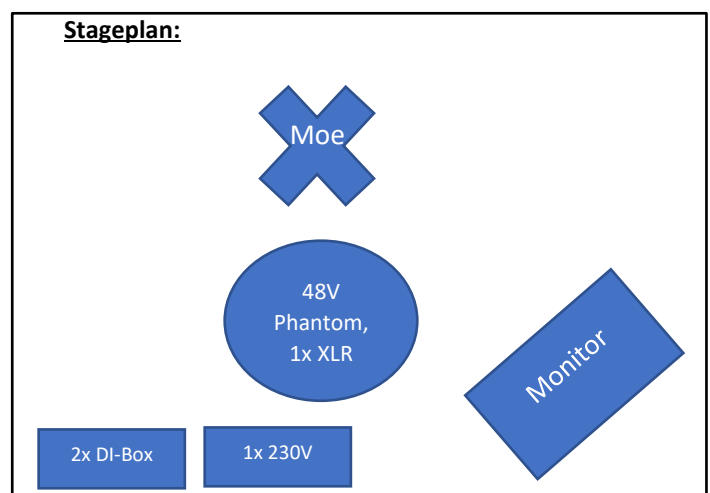 Stageplan:
Moe
48V
Phantom,
1x XLR
Monitor
2x DI-Box
1x 230V